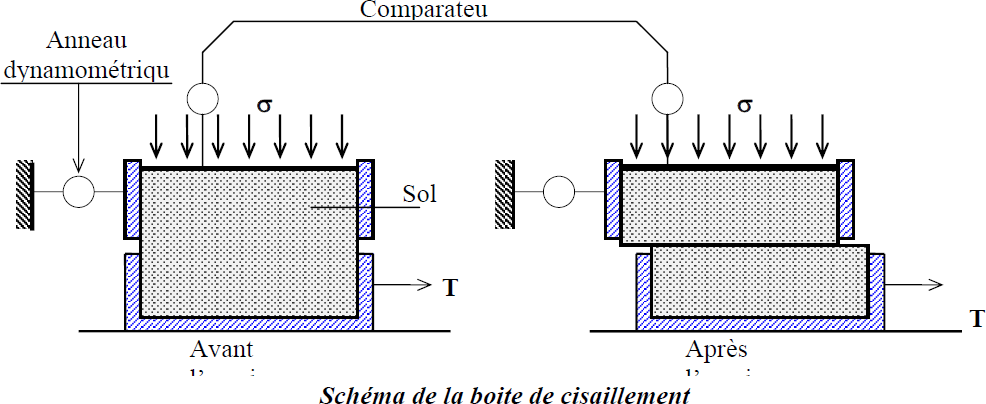 Comparateu
Anneau
dynamométriqu
σ
σ
Sol
T
T
Avant
Après
Schéma de la boite de cisaillement